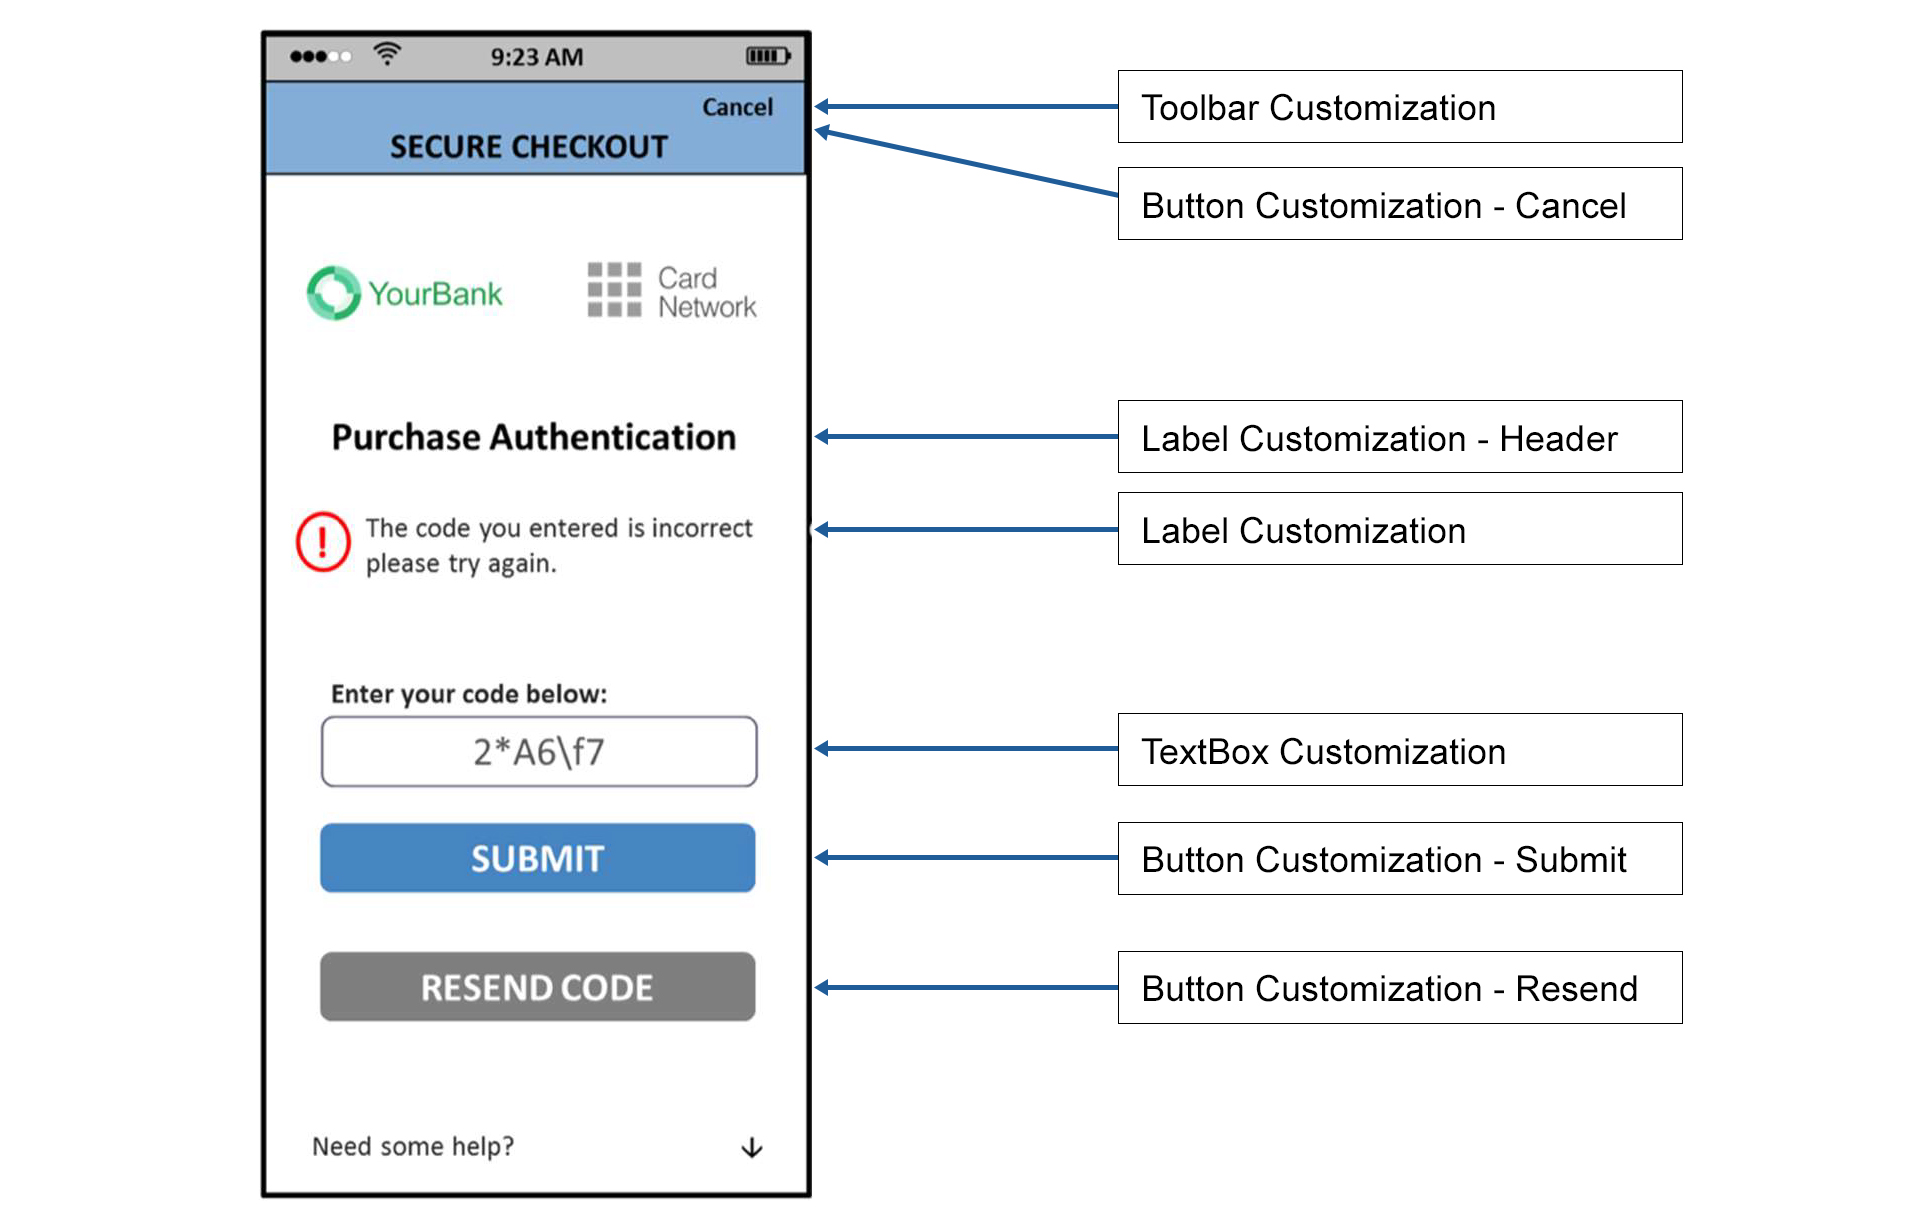 9:23 AM
Cancel
SECURE CHECKOUT
YourBank
Card
Network
Purchase Authentication
!
The code you entered is incorrect
please try again.
Enter your code below:
2*A6\f7
SUBMIT
RESEND CODE
Need some help?
Toolbar Customization
Button Customization - Cancel
Label Customization - Header
Label Customization
TextBox Customization
Button Customization - Submit
Button Customization - Resend